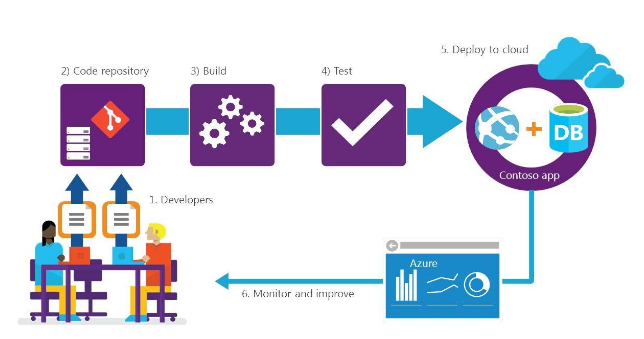 5. Deploy to cloud
2) Code repository
3) Build
4) Test
DB
Contoso app
1. Developers
Azure
6. Monitor and improve